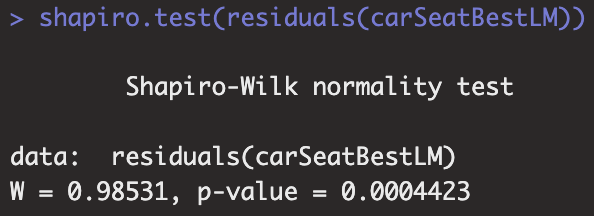 > shapiro.test(residuals(carSeatBestLM))
Shapiro-Wilk normality test
data:  residuals(carSeatBestLM)
W = 0.98531, p-value = 0.0004423